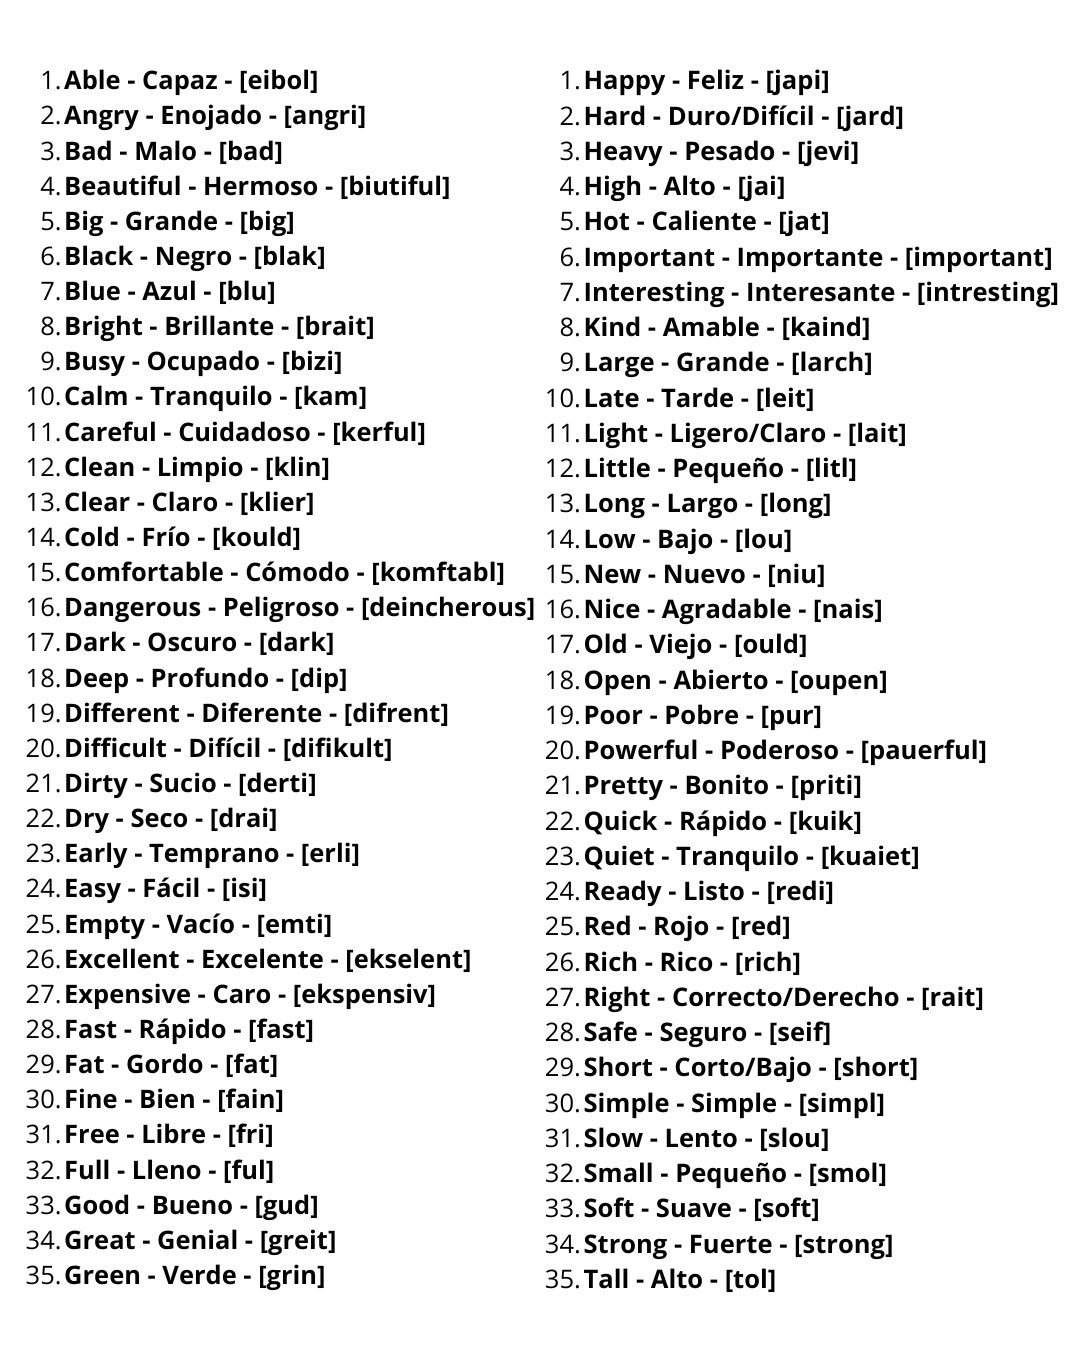 1. Able - Capaz - [eibol]
2. Angry - Enojado - [angri]
3. Bad - Malo - [bad]
4. Beautiful - Hermoso - [biutiful]
5. Big - Grande - [big]
6. Black - Negro - [blak]
7. Blue - Azul - [blu]
8. Bright - Brillante - [brait]
9. Busy - Ocupado - [bizi]
10. Calm - Tranquilo - [kam]
11. Careful - Cuidadoso - [kerful]
12. Clean - Limpio - [klin]
13. Clear - Claro - [klier]
14. Cold - Frío - [kould]
15. Comfortable - Cómodo - [komftabl]
16. Dangerous - Peligroso - [deincherous]
17. Dark - Oscuro - [dark]
18. Deep - Profundo - [dip]
19. Different - Diferente - [difrent]
20. Difficult - Difícil - [difikult]
21. Dirty - Sucio - [derti]
22. Dry - Seco - [drai]
23. Early - Temprano - [erli]
24. Easy - Fácil - [isi]
25. Empty - Vacío - [emti]
26. Excellent - Excelente - [ekselent]
27. Expensive - Caro - [ekspensiv]
28. Fast - Rápido - [fast]
29. Fat - Gordo - [fat]
30. Fine - Bien - [fain]
31. Free - Libre - [fri]
32. Full - Lleno - [ful]
33. Good - Bueno - [gud]
34. Great - Genial - [greit]
35. Green - Verde - [grin]
1. Happy - Feliz - [japi]
2. Hard - Duro/Difícil - [jard]
3. Heavy - Pesado - [jevi]
4. High - Alto - [jai]
5. Hot - Caliente - [jat]
6. Important - Importante - [important]
7. Interesting - Interesante - [intresting]
8. Kind - Amable - [kaind]
9. Large - Grande - [larch]
10. Late - Tarde - [leit]
11. Light - Ligero/Claro - [lait]
12. Little - Pequeño - [litl]
13. Long - Largo - [long]
14. Low - Bajo - [lou]
15. New - Nuevo - [niu]
16. Nice - Agradable - [nais]
17. Old - Viejo - [ould]
18. Open - Abierto - [oupen]
19. Poor - Pobre - [pur]
20. Powerful - Poderoso - [pauerful]
21. Pretty - Bonito - [priti]
22. Quick - Rápido - [kuik]
23. Quiet - Tranquilo - [kuaiet]
24. Ready - Listo - [redi]
25. Red - Rojo - [red]
26. Rich - Rico - [rich]
27. Right - Correcto/Derecho - [rait]
28. Safe - Seguro - [seif]
29. Short - Corto/Bajo - [short]
30. Simple - Simple - [simpl]
31. Slow - Lento - [slou]
32. Small - Pequeño - [smol]
33. Soft - Suave - [soft]
34. Strong - Fuerte - [strong]
35. Tall - Alto - [tol]